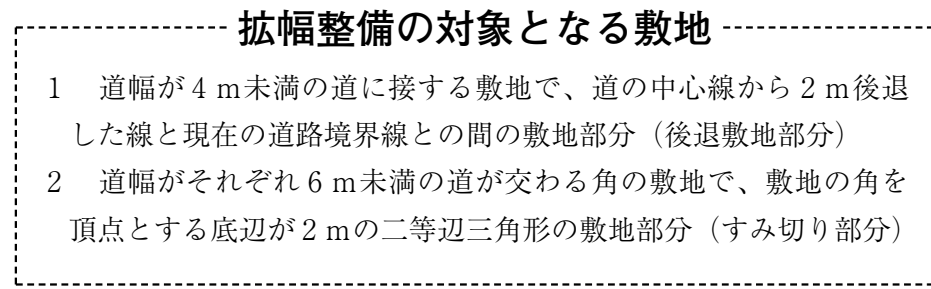 拡幅整備の対象となる敷地
１　道幅が４ｍ未満の道に接する敷地で、道の中心線から２ｍ後退
した線と現在の道路境界線との間の敷地部分（後退敷地部分）
２　道幅がそれぞれ６ｍ未満の道が交わる角の敷地で、敷地の角を
頂点とする底辺が２ｍの二等辺三角形の敷地部分（すみ切り部分）